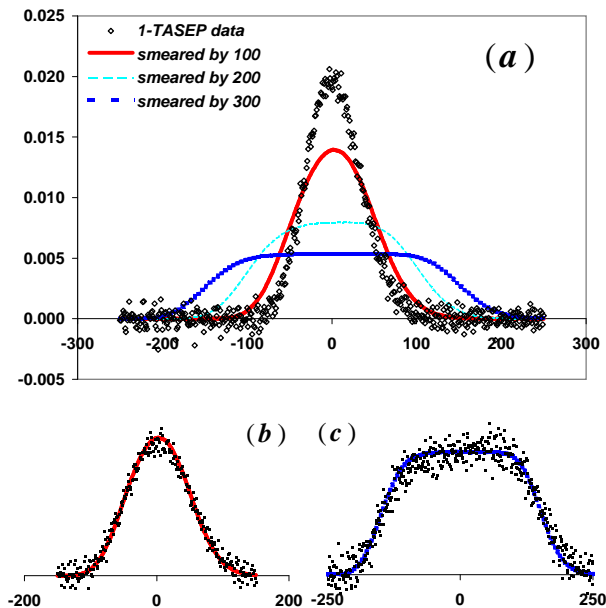 0.025
0.020
0.015
0.010
0.005
0.000
-0.005
1-TASEP data
smeared by 100
smeared by 200
smeared by 300
(a)
-300 -200 -100 0 100 200 300
(b) (c)
-200 0 200
-250 0 250